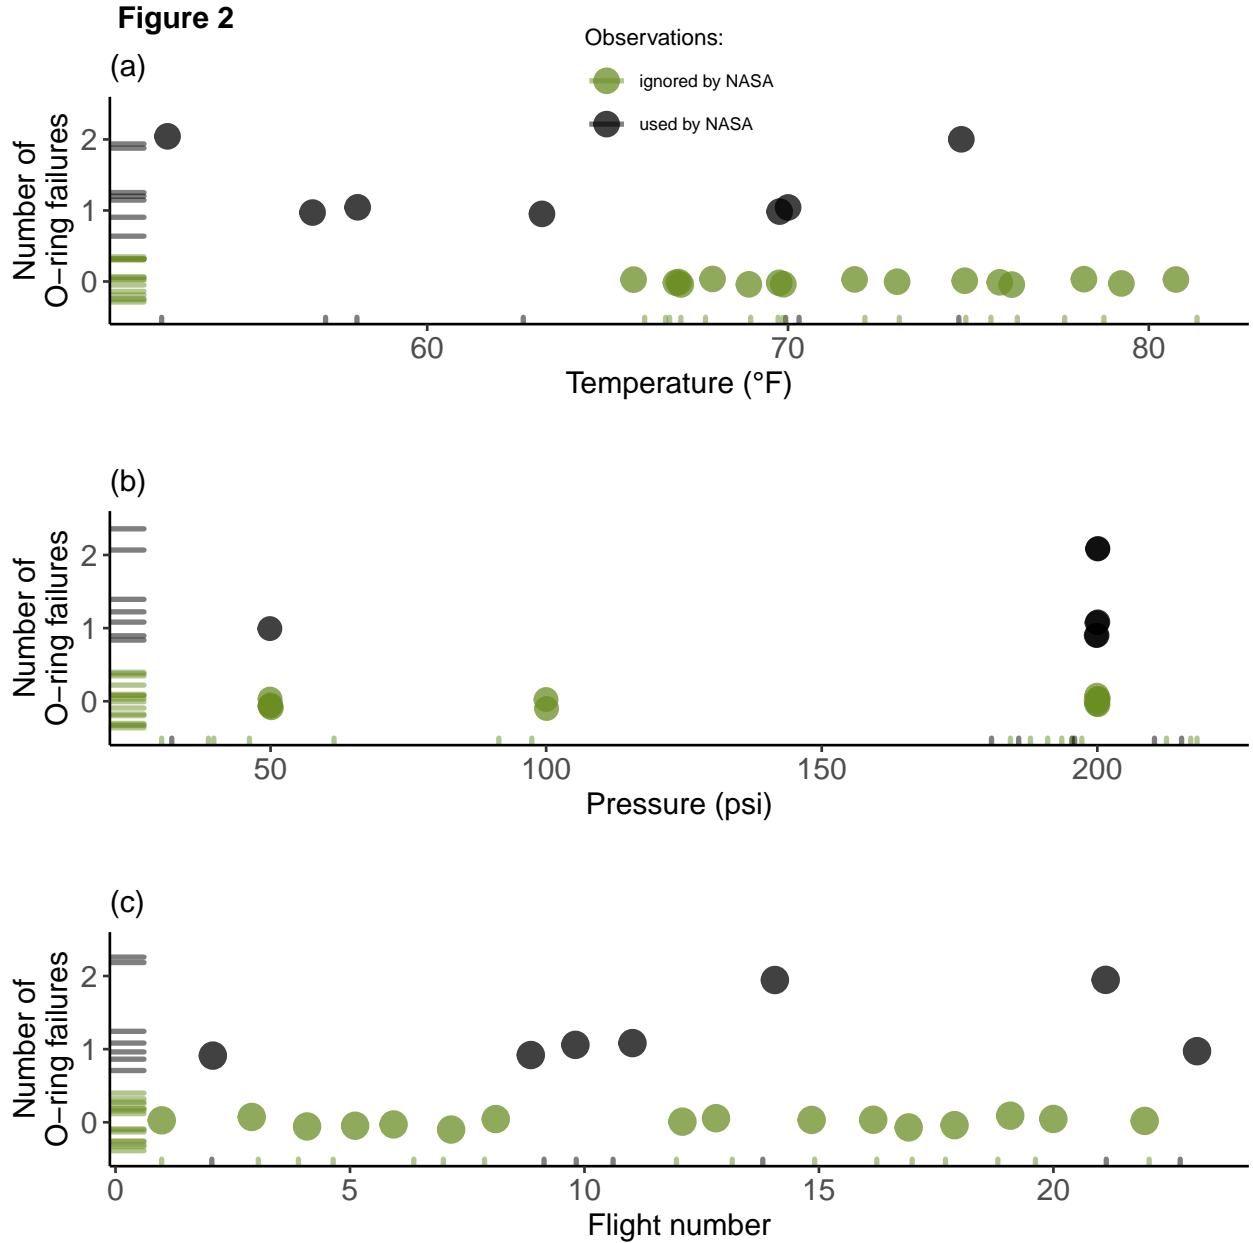 Figure 2
Observations:
ignored by NASA
used by NASA
(a)
Number of
O−ring failures
2
1
0
60
70
80
Temperature (°F)
(b)
Number of
O−ring failures
2
1
0
50
100
150
200
Pressure (psi)
(c)
Number of
O−ring failures
2
1
0
0
5
10
15
20
Flight number